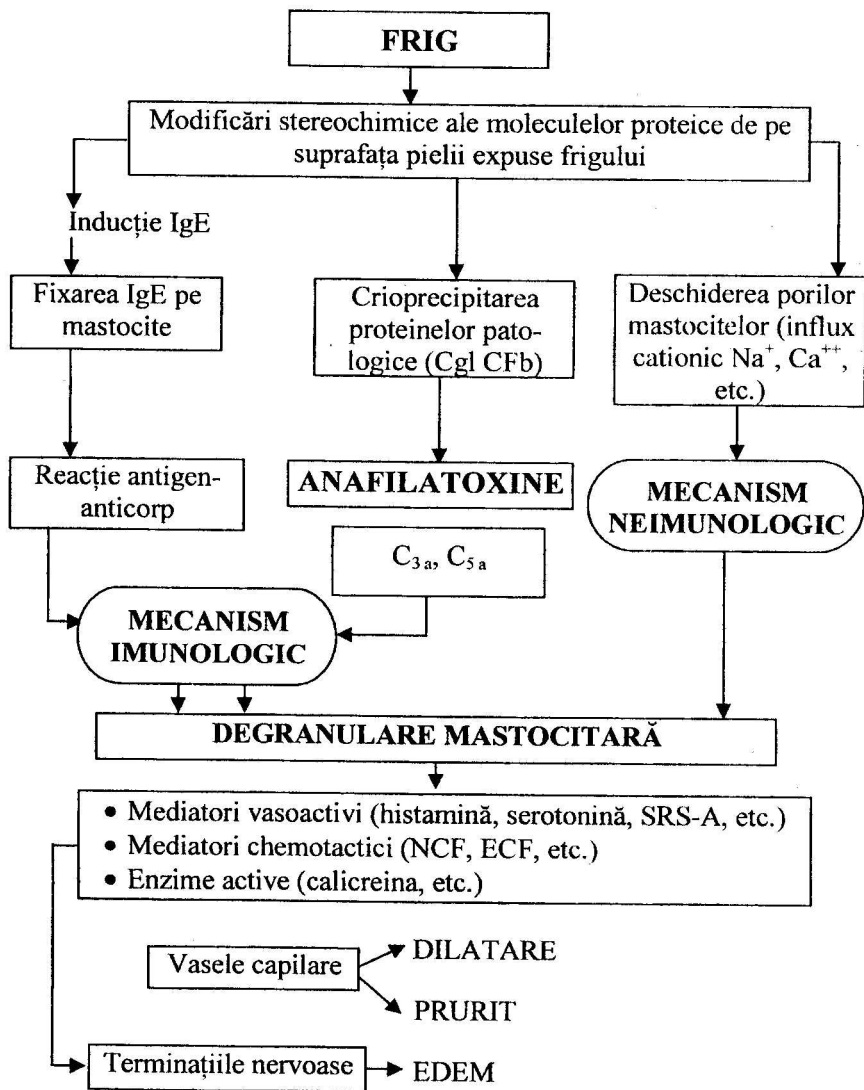 FRIG
Modificări stereochimice ale moleculelor proteice de pe
suprafața pielii expuse frigului
Inducție IgE
Fixarea IgE pe
mastocite
Crioprecipitarea
proteinelor pato-
logice (Cgl CFb)
Deschiderea porilor
mastocitelor (influx
cationic Na⁺, Ca⁺⁺,
etc.)
Reacție antigen-
anticorp
ANAFILATOXINE
MECANISM
NEIMUNOLOGIC
C₃ₐ, C₅ₐ
MECANISM
IMUNOLOGIC
DEGRANULARE MASTOCITARĂ
• Mediatori vasoactivi (histamină, serotonină, SRS-A, etc.)
• Mediatori chemotactici (NCF, ECF, etc.)
• Enzime active (calicreina, etc.)
Vasele capilare
DILATARE
PRURIT
Terminațiile nervoase
EDEM